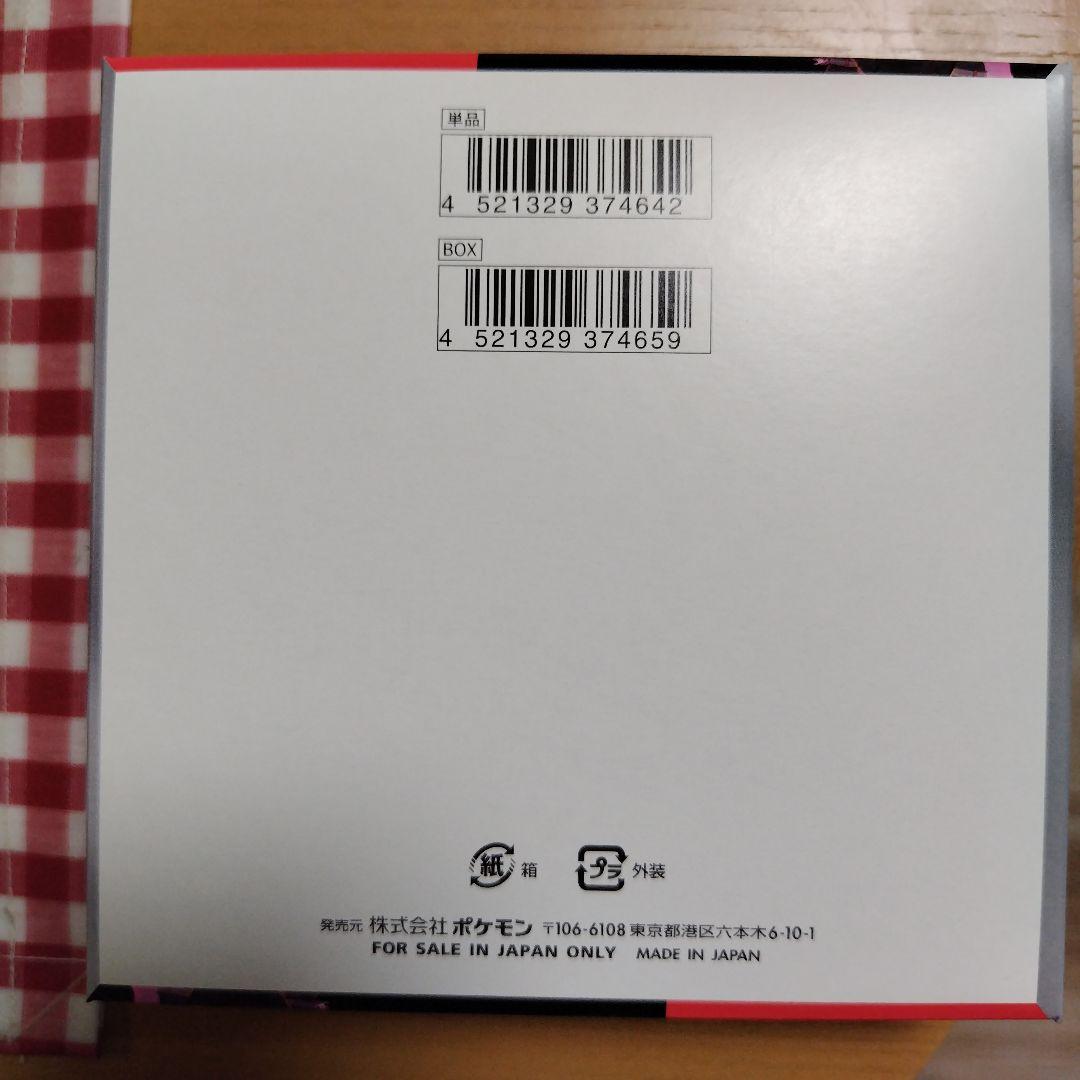 単品
4 521329 374642
BOX
4 521329 374659
紙 箱 プラ 外装
発売元 株式会社 ポケモン 〒106-6108 東京都港区六本木6-10-1
FOR SALE IN JAPAN ONLY MADE IN JAPAN